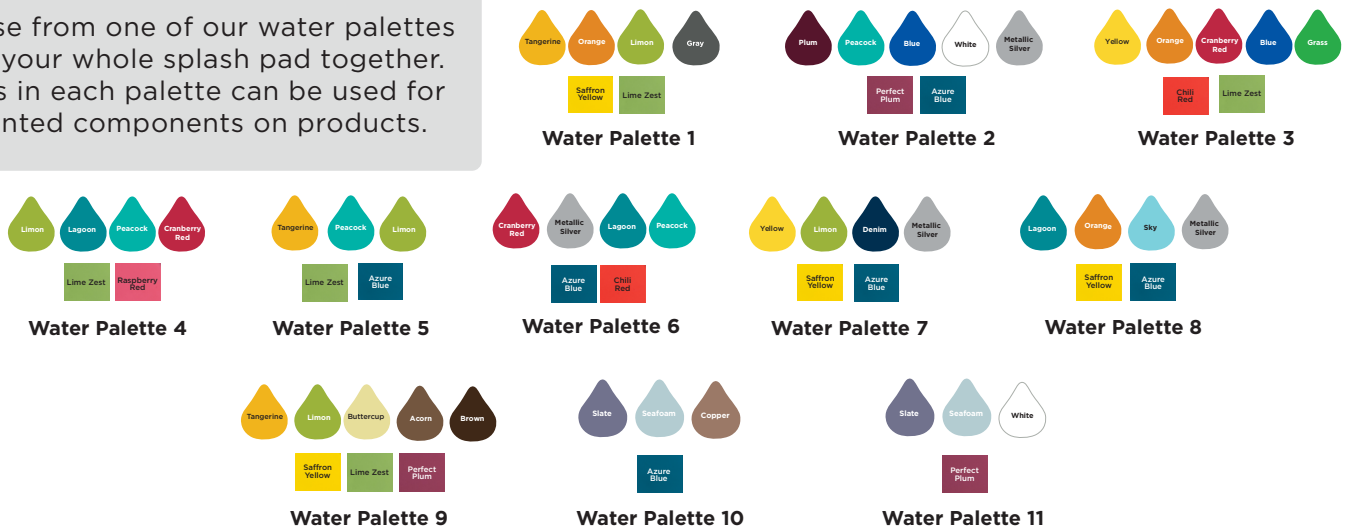 se from one of our water palettes
your whole splash pad together.
s in each palette can be used for
nted components on products.
Tangerine Orange Limon Gray
Saffron Yellow Lime Zest
Water Palette 1
Plum Peacock Blue White Metallic Silver
Perfect Plum Azure Blue
Water Palette 2
Yellow Orange Cranberry Red Blue Grass
Chili Red Lime Zest
Water Palette 3
Limon Lagoon Peacock Cranberry Red
Lime Zest Raspberry Red
Water Palette 4
Tangerine Peacock Limon
Lime Zest Azure Blue
Water Palette 5
Cranberry Red Metallic Silver Lagoon Peacock
Azure Blue Chili Red
Water Palette 6
Yellow Limon Denim Metallic Silver
Saffron Yellow Azure Blue
Water Palette 7
Lagoon Orange Sky Metallic Silver
Saffron Yellow Azure Blue
Water Palette 8
Tangerine Limon Buttercup Acorn Brown
Saffron Yellow Lime Zest Perfect Plum
Water Palette 9
Slate Seafoam Copper
Azure Blue
Water Palette 10
Slate Seafoam White
Perfect Plum
Water Palette 11